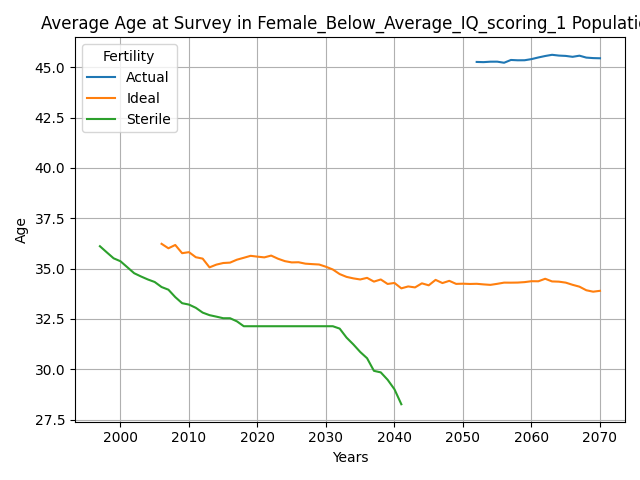 Average Age at Survey in Female_Below_Average_IQ_scoring_1 Populati
Fertility
Actual
Ideal
Sterile
45.0
42.5
40.0
37.5
35.0
32.5
30.0
27.5
Age
2000 2010 2020 2030 2040 2050 2060 2070
Years